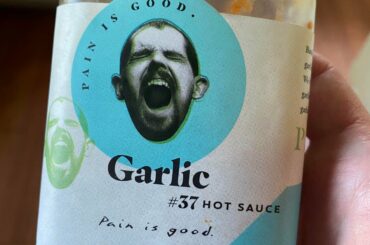 PAIN IS GOOD.
Garlic
#37 HOT SAUCE
Pain is good.